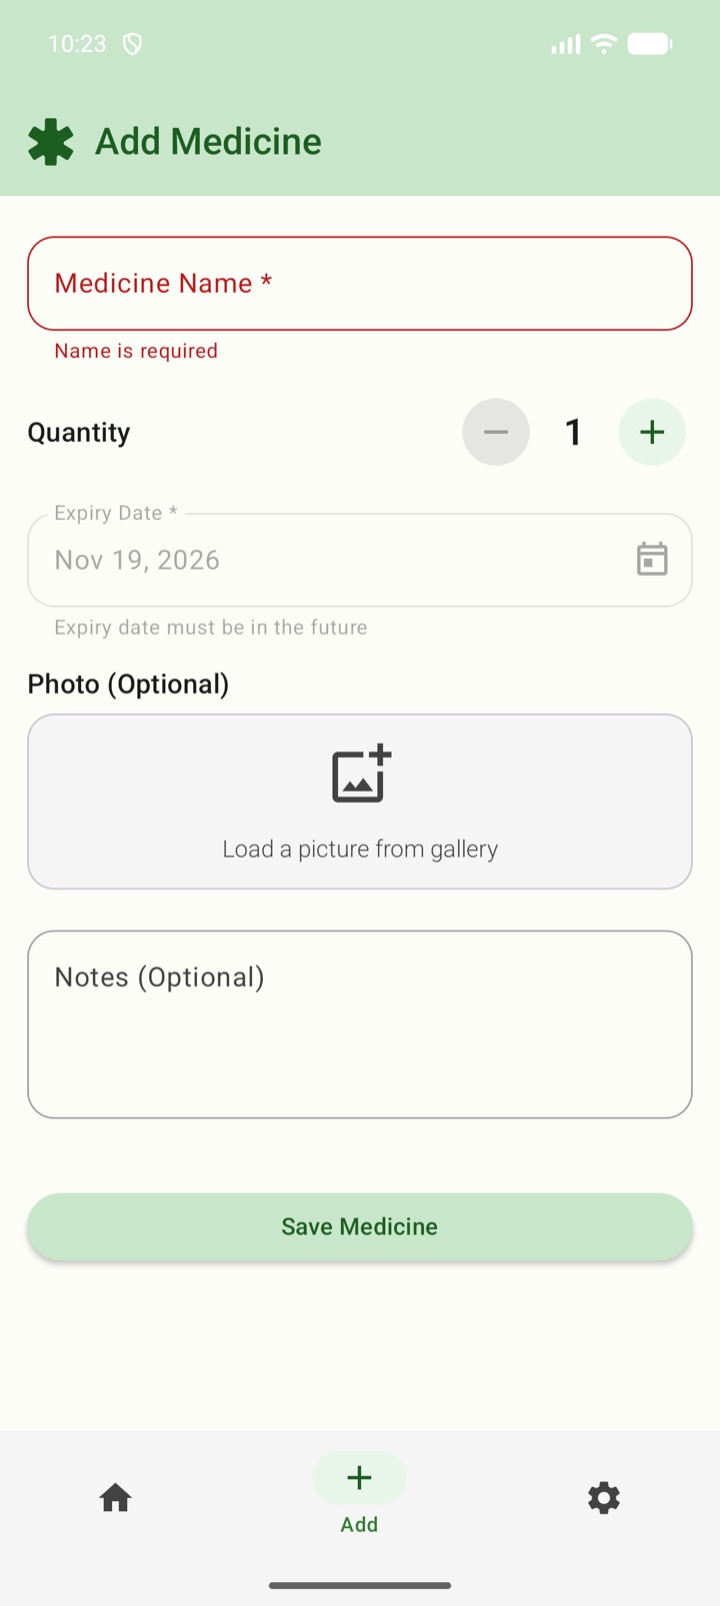 10:23
Add Medicine
Medicine Name *
Name is required
Quantity
1
Expiry Date *
Nov 19, 2026
Expiry date must be in the future
Photo (Optional)
Load a picture from gallery
Notes (Optional)
Save Medicine
Add